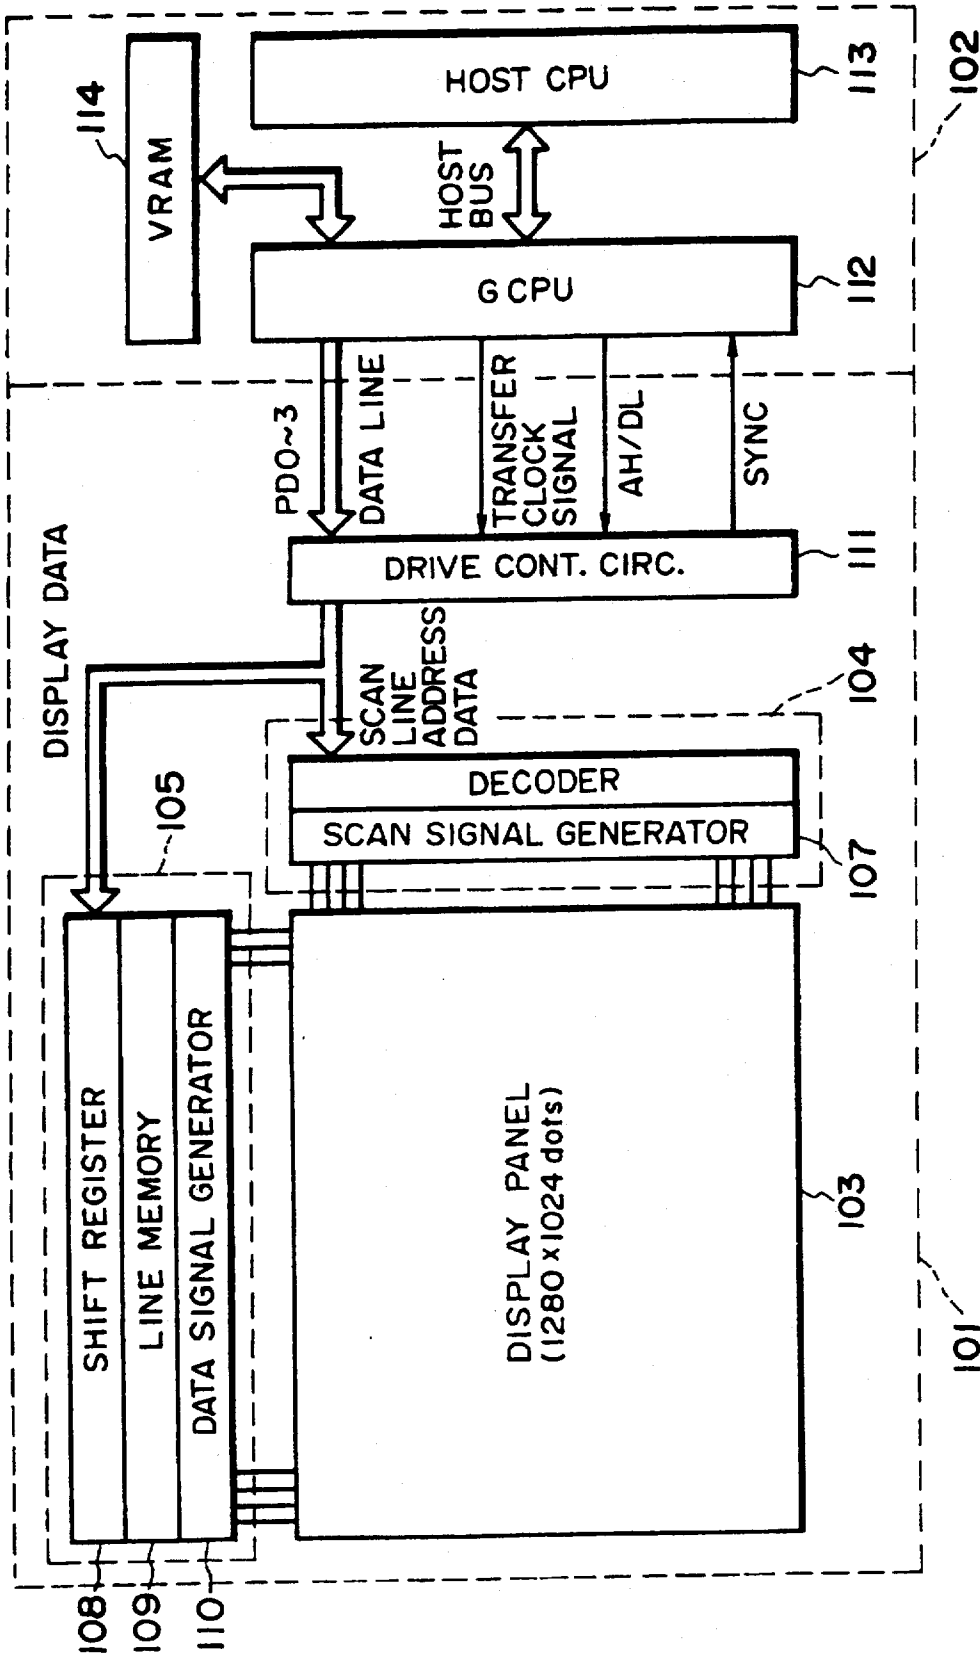 108
109
110
SHIFT REGISTER
LINE MEMORY
DATA SIGNAL GENERATOR
105
DISPLAY DATA
114
VRAM
DISPLAY PANEL
(1280 x 1024 dots)
103
101
SCAN SIGNAL GENERATOR
DECODER
107
104
SCAN
LINE
ADDRESS
DATA
DRIVE CONT. CIRC.
111
PD0~3
DATA LINE
TRANSFER
CLOCK
SIGNAL
AH/DL
SYNC
G CPU
112
HOST
BUS
HOST CPU
113
102